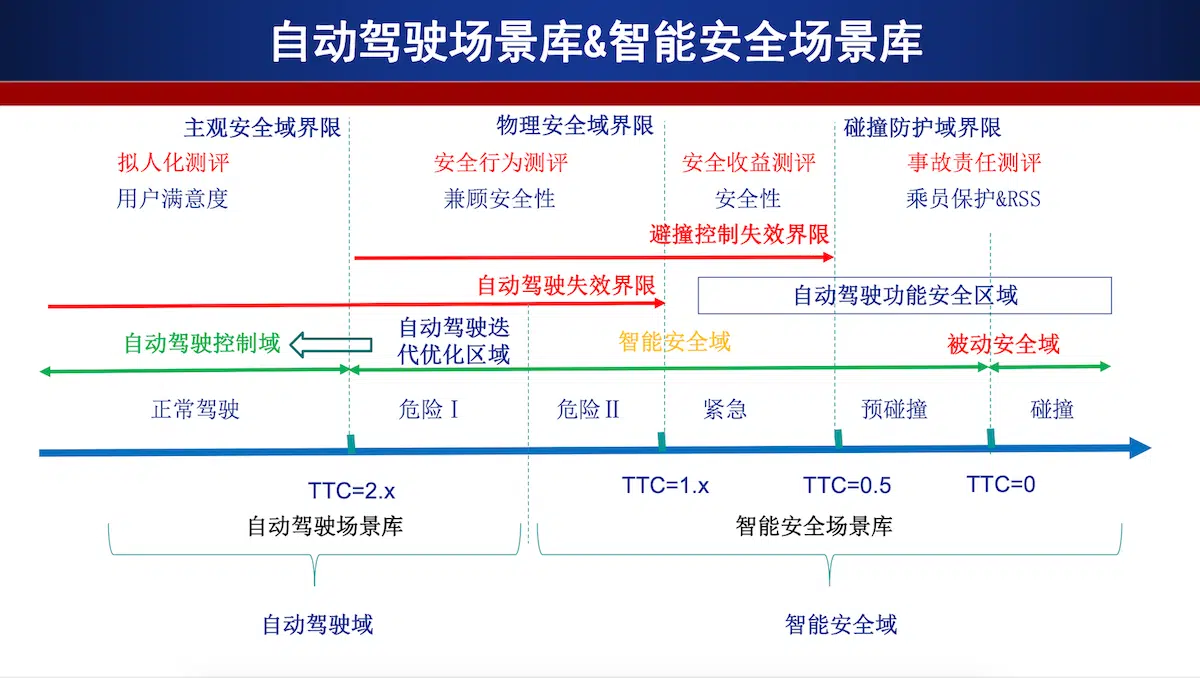 自动驾驶场景库&智能安全场景库
主观安全域界限
物理安全域界限
碰撞防护域界限
拟人化测评
安全行为测评
安全收益测评
事故责任测评
用户满意度
兼顾安全性
安全性
乘员保护&RSS
避撞控制失效界限
自动驾驶失效界限
自动驾驶功能安全区域
自动驾驶控制域
自动驾驶迭
代优化区域
智能安全域
被动安全域
正常驾驶
危险Ⅰ
危险Ⅱ
紧急
预碰撞
碰撞
TTC=2.x
TTC=1.x
TTC=0.5
TTC=0
自动驾驶场景库
智能安全场景库
自动驾驶域
智能安全域